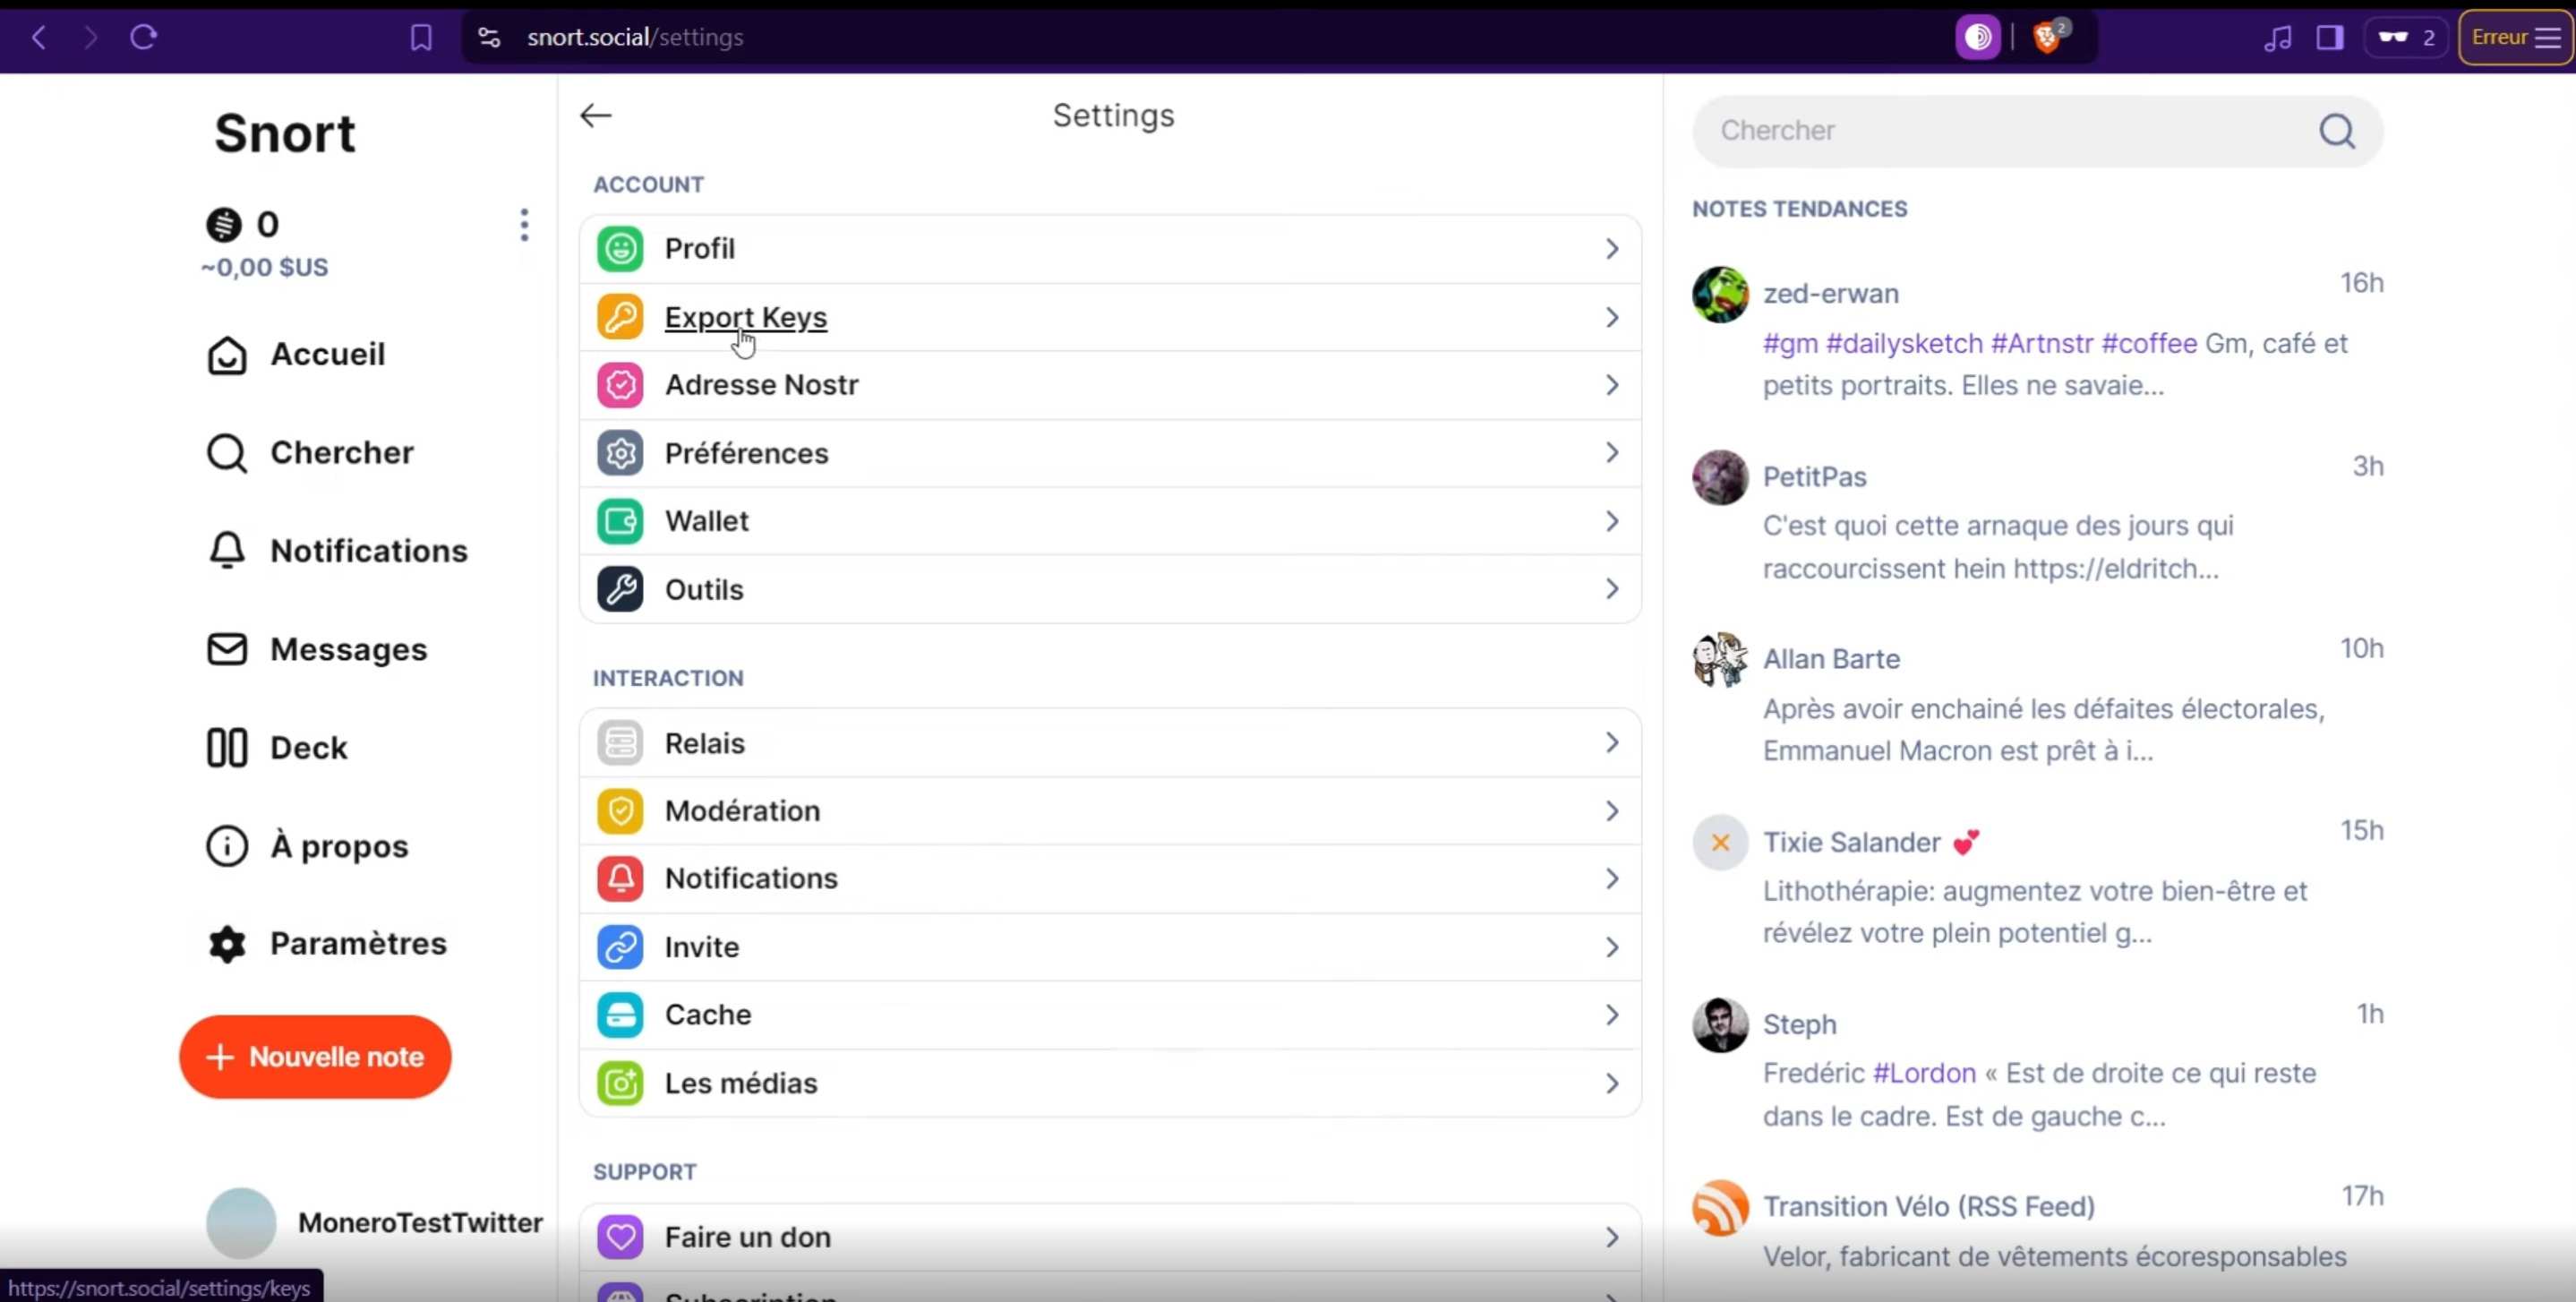 snort.social/settings
2
2
Erreur
Snort
0
~0,00 $US
Accueil
Chercher
Notifications
Messages
Deck
À propos
Paramètres
+ Nouvelle note
MoneroTestTwitter
https://snort.social/settings/keys
Settings
ACCOUNT
Profil
Export Keys
Adresse Nostr
Préférences
Wallet
Outils
INTERACTION
Relais
Modération
Notifications
Invite
Cache
Les médias
SUPPORT
Faire un don
Subscription
Chercher
NOTES TENDANCES
zed-erwan 16h
#gm #dailysketch #Artnstr #coffee Gm, café et
petits portraits. Elles ne savaie...
PetitPas 3h
C'est quoi cette arnaque des jours qui
raccourcissent hein https://eldritch...
Allan Barte 10h
Après avoir enchainé les défaites électorales,
Emmanuel Macron est prêt à i...
Tixie Salander 💕 15h
Lithothérapie: augmentez votre bien-être et
révélez votre plein potentiel g...
Steph 1h
Fredéric #Lordon « Est de droite ce qui reste
dans le cadre. Est de gauche c...
Transition Vélo (RSS Feed) 17h
Velor, fabricant de vêtements écoresponsables